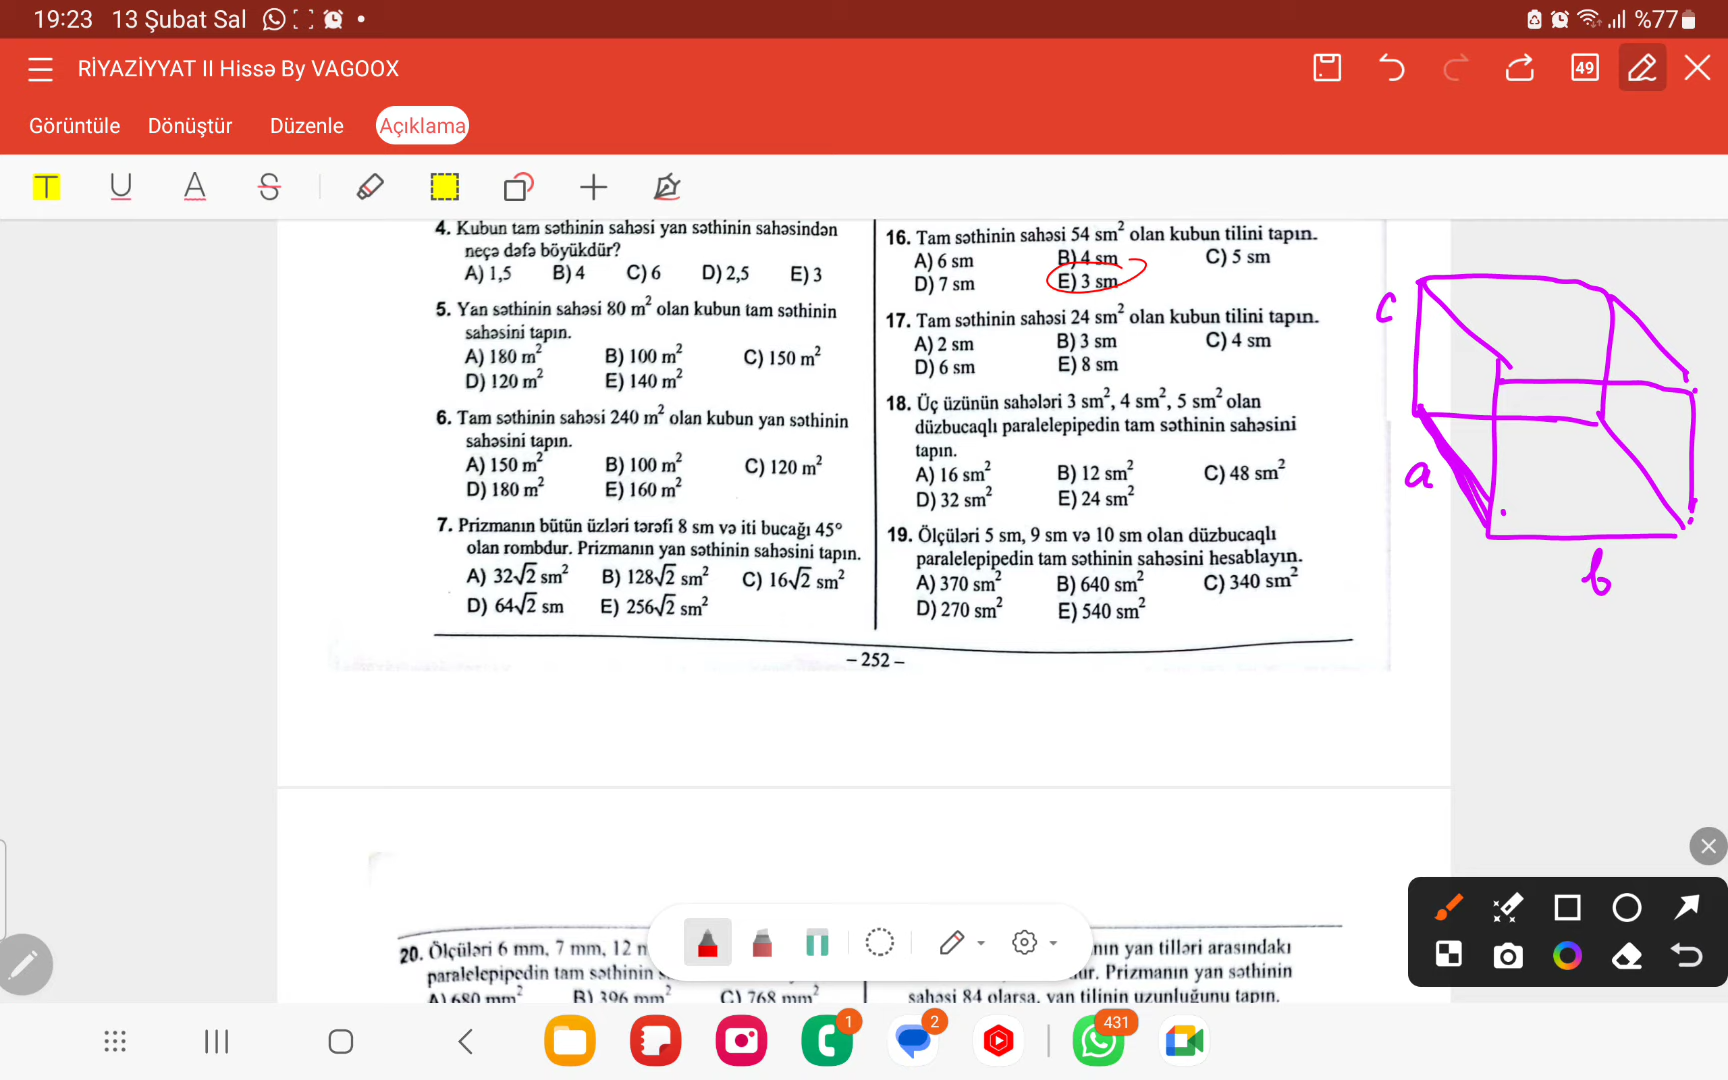 19:23 13 Şubat Sal
%77
RİYAZİYYAT II Hissə By VAGOOX
49
Görüntüle Dönüştür Düzenle Açıklama
4. Kubun tam səthinin sahəsi yan səthinin sahəsindən
neçə dəfə böyükdür?
A) 1,5 B) 4 C) 6 D) 2,5 E) 3
5. Yan səthinin sahəsi 80 m² olan kubun tam səthinin
sahəsini tapın.
A) 180 m² B) 100 m² C) 150 m²
D) 120 m² E) 140 m²
6. Tam səthinin sahəsi 240 m² olan kubun yan səthinin
sahəsini tapın.
A) 150 m² B) 100 m² C) 120 m²
D) 180 m² E) 160 m²
7. Prizmanın bütün üzləri tərəfi 8 sm və iti bucağı 45°
olan rombdur. Prizmanın yan səthinin sahəsini tapın.
A) 32√2 sm² B) 128√2 sm² C) 16√2 sm²
D) 64√2 sm E) 256√2 sm²
16. Tam səthinin sahəsi 54 sm² olan kubun tilini tapın.
A) 6 sm B) 4 sm C) 5 sm
D) 7 sm E) 3 sm
17. Tam səthinin sahəsi 24 sm² olan kubun tilini tapın.
A) 2 sm B) 3 sm C) 4 sm
D) 6 sm E) 8 sm
18. Üç üzünün sahələri 3 sm², 4 sm², 5 sm² olan
düzbucaqlı paralelepipedin tam səthinin sahəsini
tapın.
A) 16 sm² B) 12 sm² C) 48 sm²
D) 32 sm² E) 24 sm²
19. Ölçüləri 5 sm, 9 sm və 10 sm olan düzbucaqlı
paralelepipedin tam səthinin sahəsini hesablayın.
A) 370 sm² B) 640 sm² C) 340 sm²
D) 270 sm² E) 540 sm²
c
a
b
– 252 –
20. Ölçüləri 6 mm, 7 mm, 12
paralelepipedin tam səthinin
A) 680 mm² B) 396 mm² C) 768 mm²
nın yan tilləri arasındakı
Prizmanın yan səthinin
sahəsi 84 olarsa, yan tilinin uzunluğunu tapın.
1
2
431